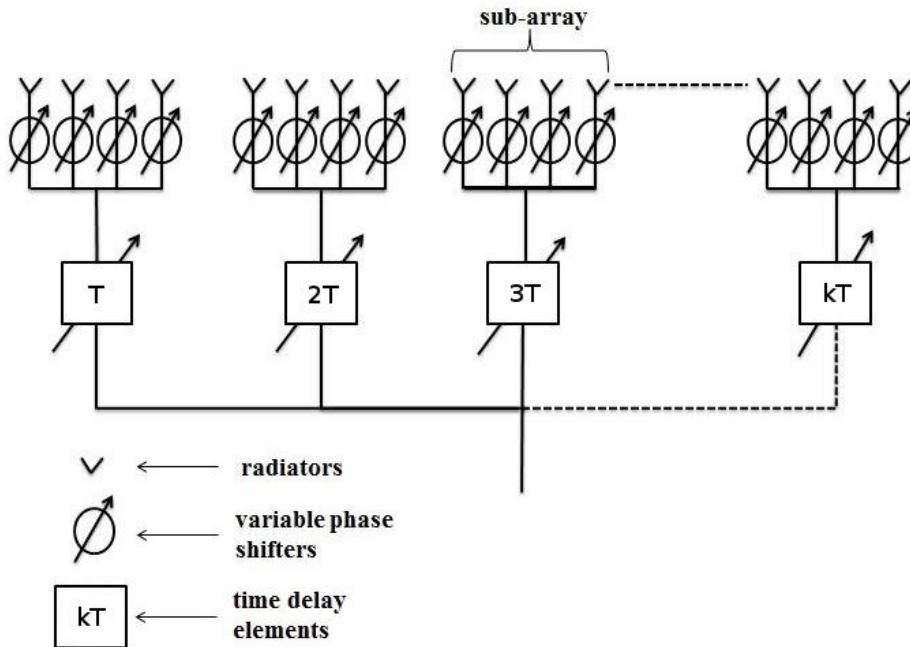 sub-array
T
2T
3T
kT
radiators
variable phase
shifters
kT
time delay
elements